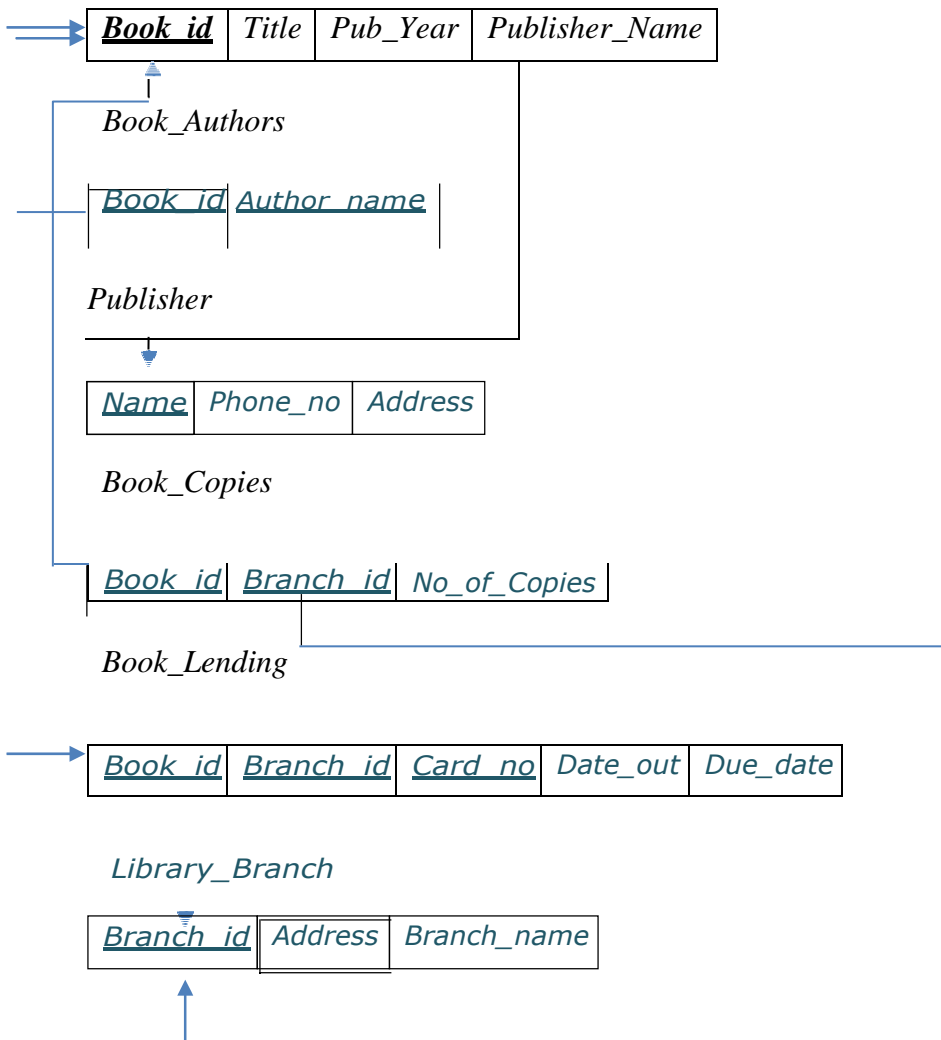 Book_id Title Pub_Year Publisher_Name
Book_Authors
Book_id Author_name
Publisher
Name Phone_no Address
Book_Copies
Book_id Branch_id No_of_Copies
Book_Lending
Book_id Branch_id Card_no Date_out Due_date
Library_Branch
Branch_id Address Branch_name